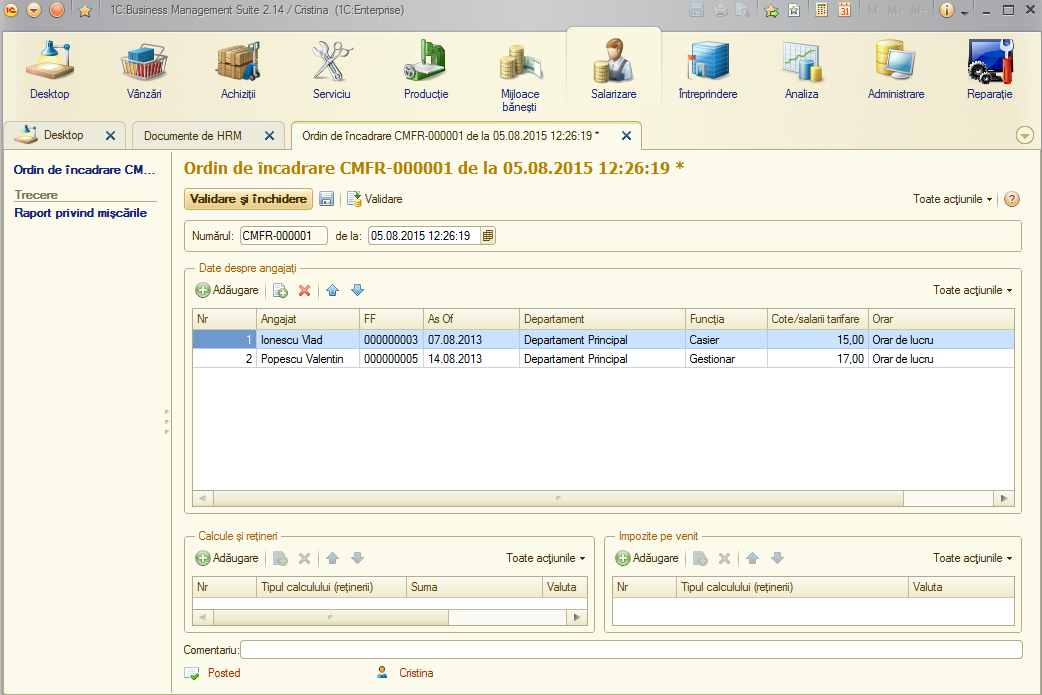 1C:Business Management Suite 2.14 / Cristina (1C:Enterprise)
M M+ M-
Desktop Vânzări Achiziții Serviciu Producție Mijloace bănești Salarizare Întreprindere Analiza Administrare Reparație
Desktop Documente de HRM Ordin de încadrare CMFR-000001 de la 05.08.2015 12:26:19 *
Ordin de încadrare CM...
Trecere
Raport privind mișcările
Ordin de încadrare CMFR-000001 de la 05.08.2015 12:26:19 *
Validare și închidere Validare Toate acțiunile
Numărul: CMFR-000001 de la: 05.08.2015 12:26:19
Date despre angajați
Adăugare Toate acțiunile
Nr Angajat FF As Of Departament Funcția Cote/salarii tarifare Orar
1 Ionescu Vlad 000000003 07.08.2013 Departament Principal Casier 15,00 Orar de lucru
2 Popescu Valentin 000000005 14.08.2013 Departament Principal Gestionar 17,00 Orar de lucru
Calcule și rețineri
Adăugare Toate acțiunile
Nr Tipul calculului (reținerii) Suma Valuta
Impozite pe venit
Adăugare Toate acțiunile
Nr Tipul calculului (reținerii) Valuta
Comentariu:
Posted Cristina